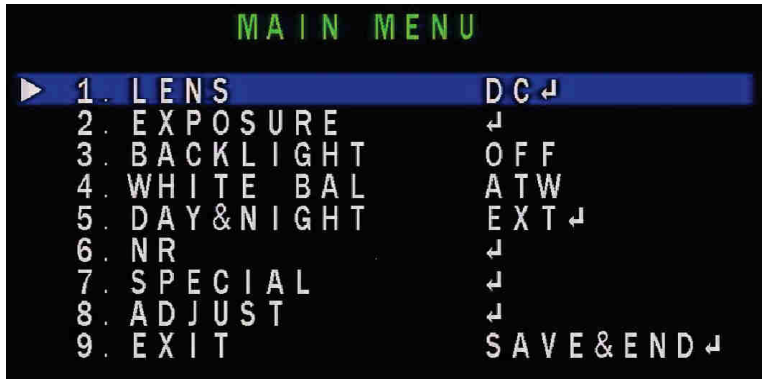 MAIN MENU
1. LENS DC↵
2. EXPOSURE ↵
3. BACKLIGHT OFF
4. WHITE BAL ATW
5. DAY&NIGHT EXT↵
6. NR ↵
7. SPECIAL ↵
8. ADJUST ↵
9. EXIT SAVE&END↵